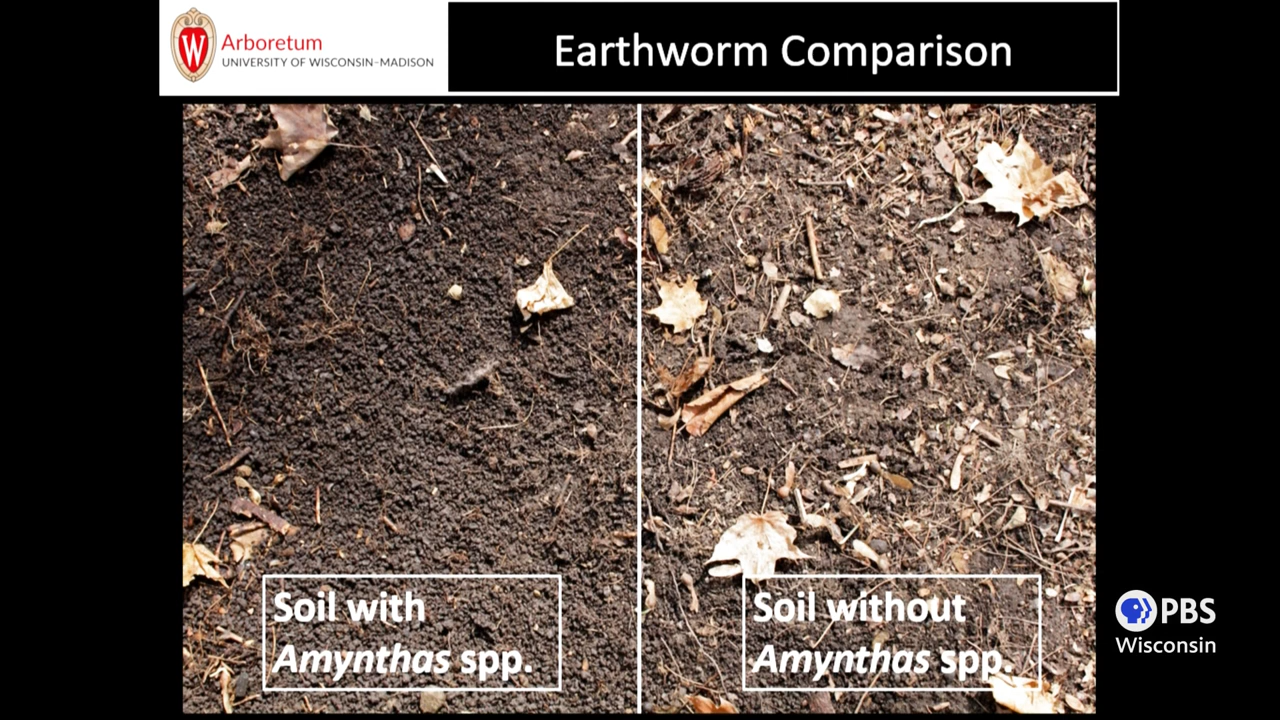 W
Arboretum
UNIVERSITY OF WISCONSIN–MADISON
Earthworm Comparison
Soil with
Amynthas spp.
Soil without
Amynthas spp.
PBS
Wisconsin